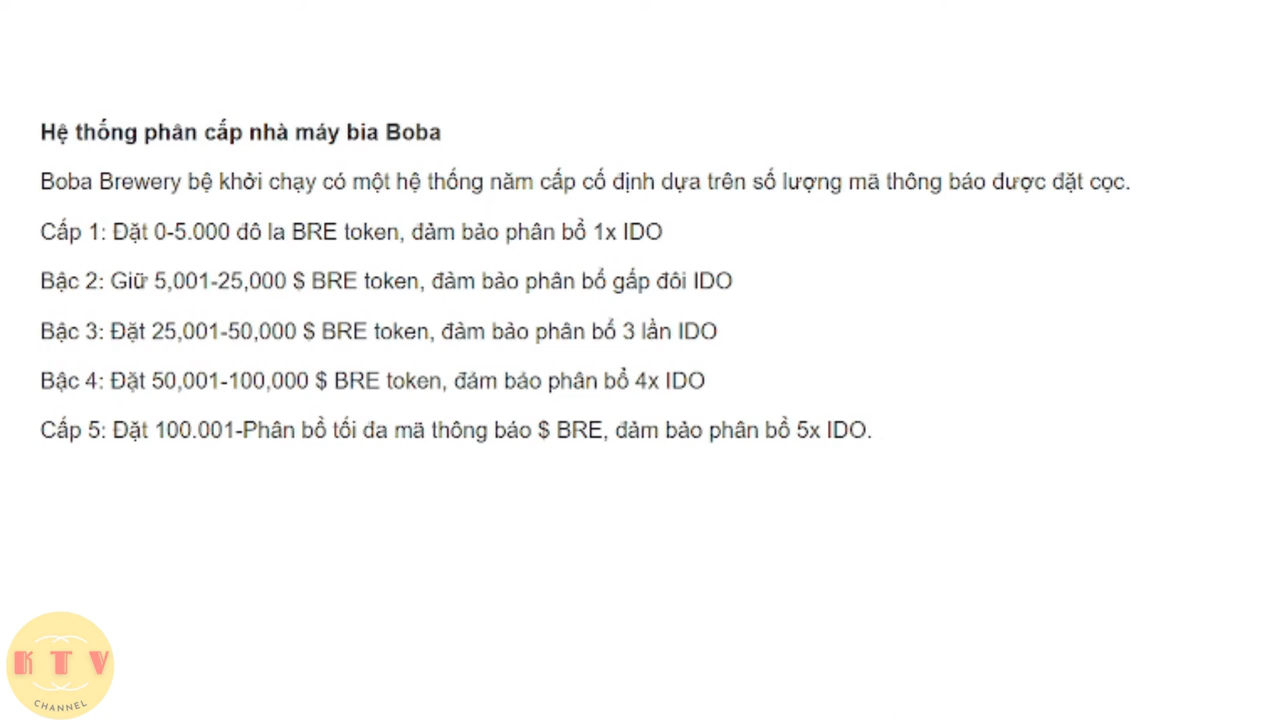 Hệ thống phân cấp nhà máy bia Boba
Boba Brewery bệ khởi chạy có một hệ thống năm cấp cố định dựa trên số lượng mã thông báo được đặt cọc.
Cấp 1: Đặt 0-5.000 đô la BRE token, đảm bảo phân bổ 1x IDO
Bậc 2: Giữ 5,001-25,000 $ BRE token, đảm bảo phân bổ gấp đôi IDO
Bậc 3: Đặt 25,001-50,000 $ BRE token, đảm bảo phân bổ 3 lần IDO
Bậc 4: Đặt 50,001-100,000 $ BRE token, đảm bảo phân bổ 4x IDO
Cấp 5: Đặt 100.001-Phân bổ tối đa mã thông báo $ BRE, đảm bảo phân bổ 5x IDO.
KTV
CHANNEL